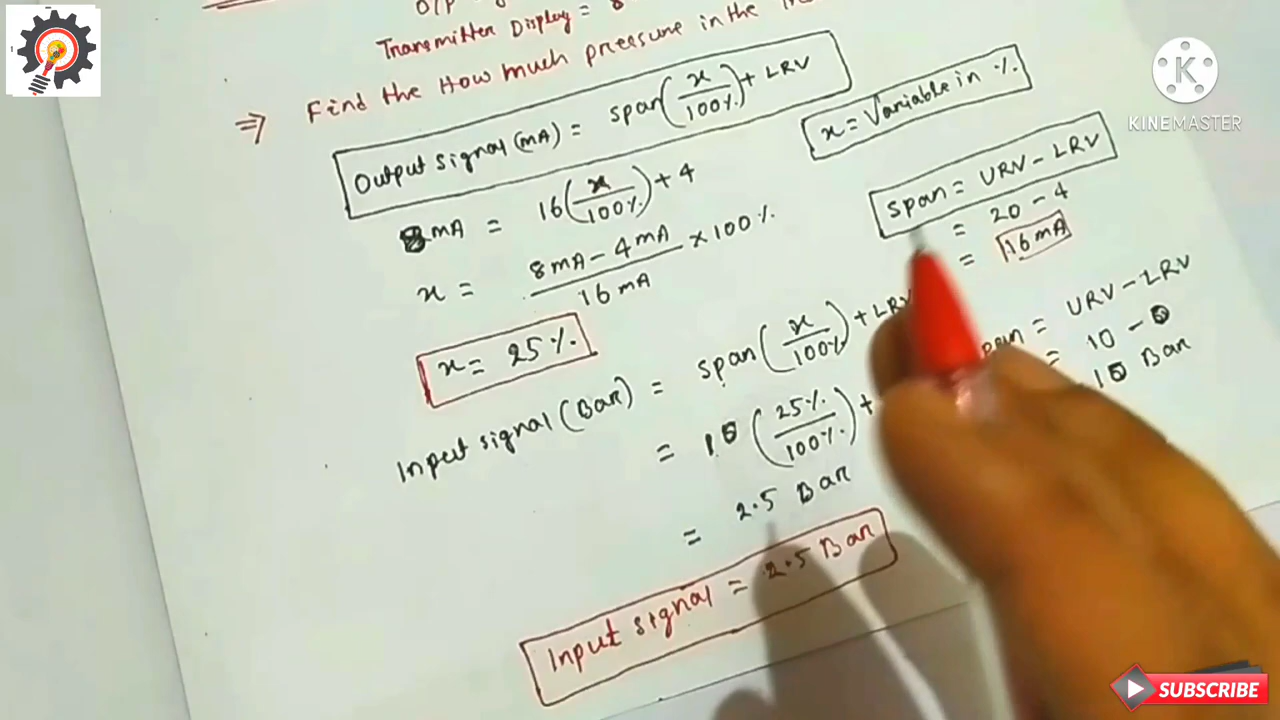 O/P
Transmitter Display = 8
Find the How much pressure in the
⇒
Output signal (mA) = span(x/100%) + LRV
x = Variable in %.
8mA = 16(x/100%) + 4
span = URV - LRV
= 20 - 4
= 16mA
x = 8mA - 4mA / 16mA × 100%
x = 25%.
Input signal (Bar) = span(x/100%) + LRV
= 10 (25%/100%) +
= 2.5 Bar
span = URV - LRV
= 10 - 0
10 Bar
Input signal = 2.5 Bar
K
KINEMASTER
SUBSCRIBE